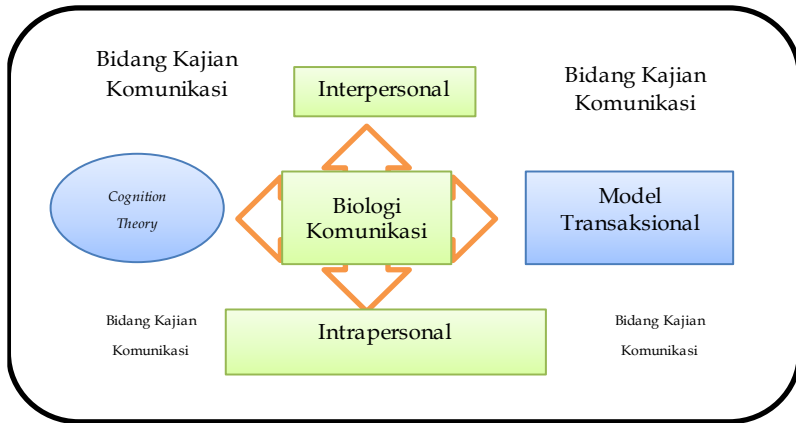 Bidang Kajian
Komunikasi
Interpersonal
Bidang Kajian
Komunikasi
Cognition
Theory
Biologi
Komunikasi
Model
Transaksional
Bidang Kajian
Komunikasi
Intrapersonal
Bidang Kajian
Komunikasi